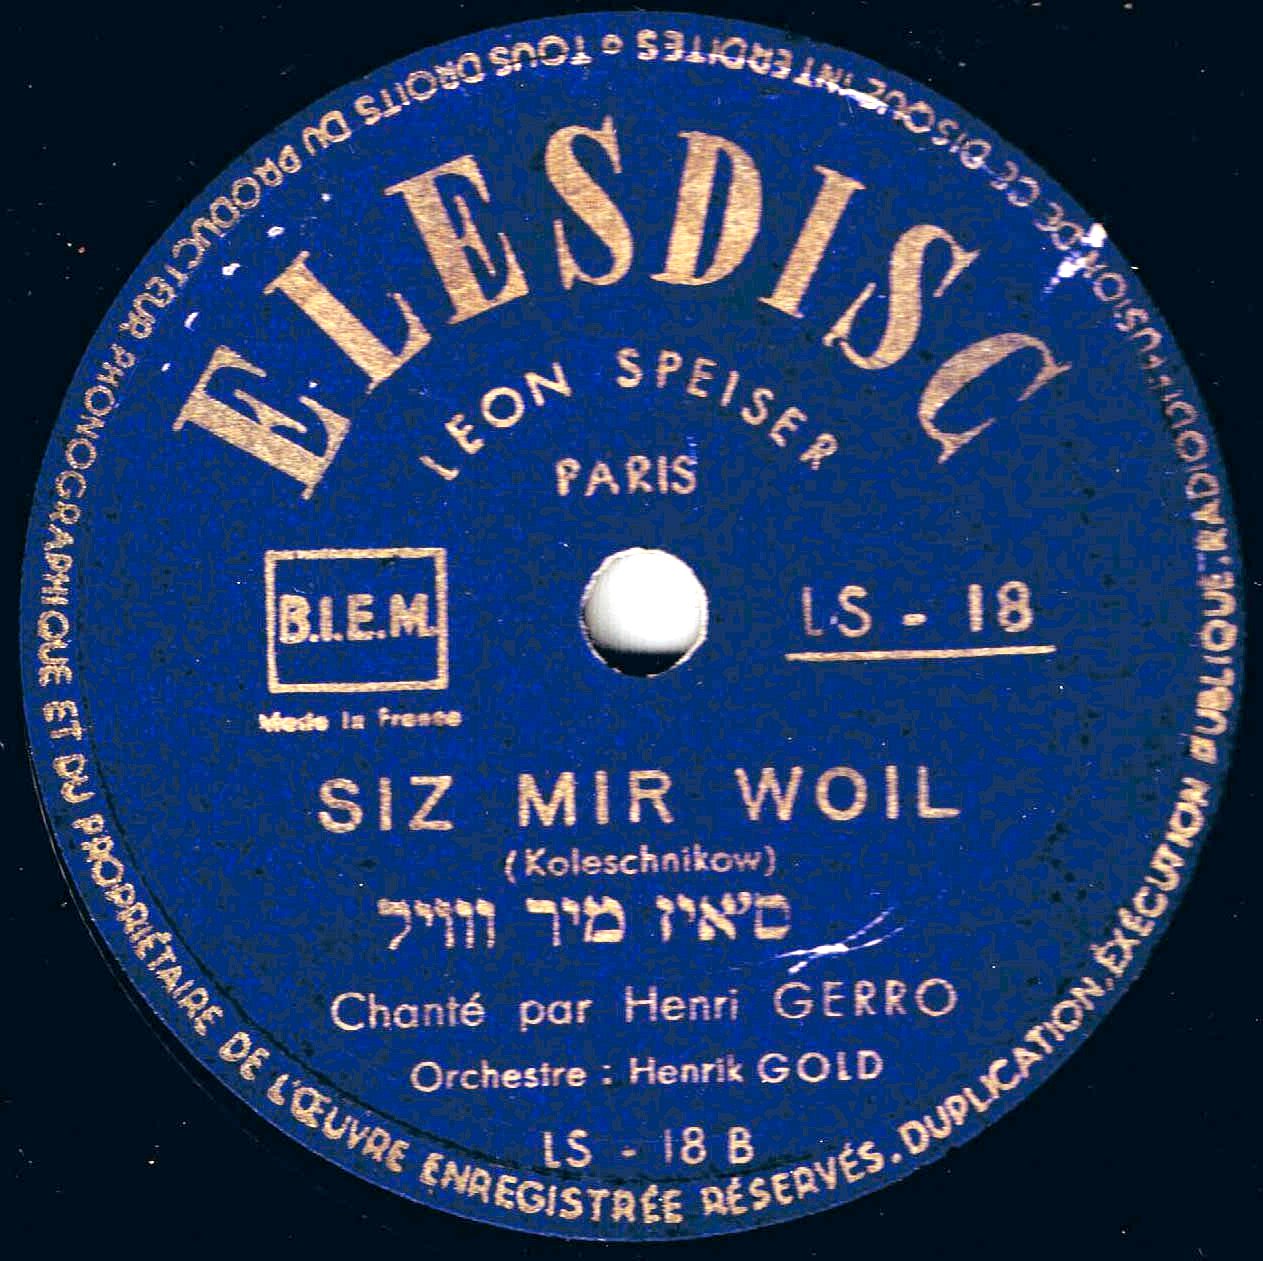 ELESDISC
LEON SPEISER
PARIS
B.I.E.M.
Made in France
LS - 18
SIZ MIR WOIL
(Koleschnikow)
ס'איז מיר ווויל
Chanté par Henri GERRO
Orchestre : Henrik GOLD
LS - 18 B
TOUS DROITS DU PRODUCTEUR PHONOGRAPHIQUE ET DU PROPRIÉTAIRE DE L'ŒUVRE ENREGISTRÉE RÉSERVÉS. DUPLICATION, EXÉCUTION PUBLIQUE, RADIODIFFUSION DE CE DISQUE INTERDITES